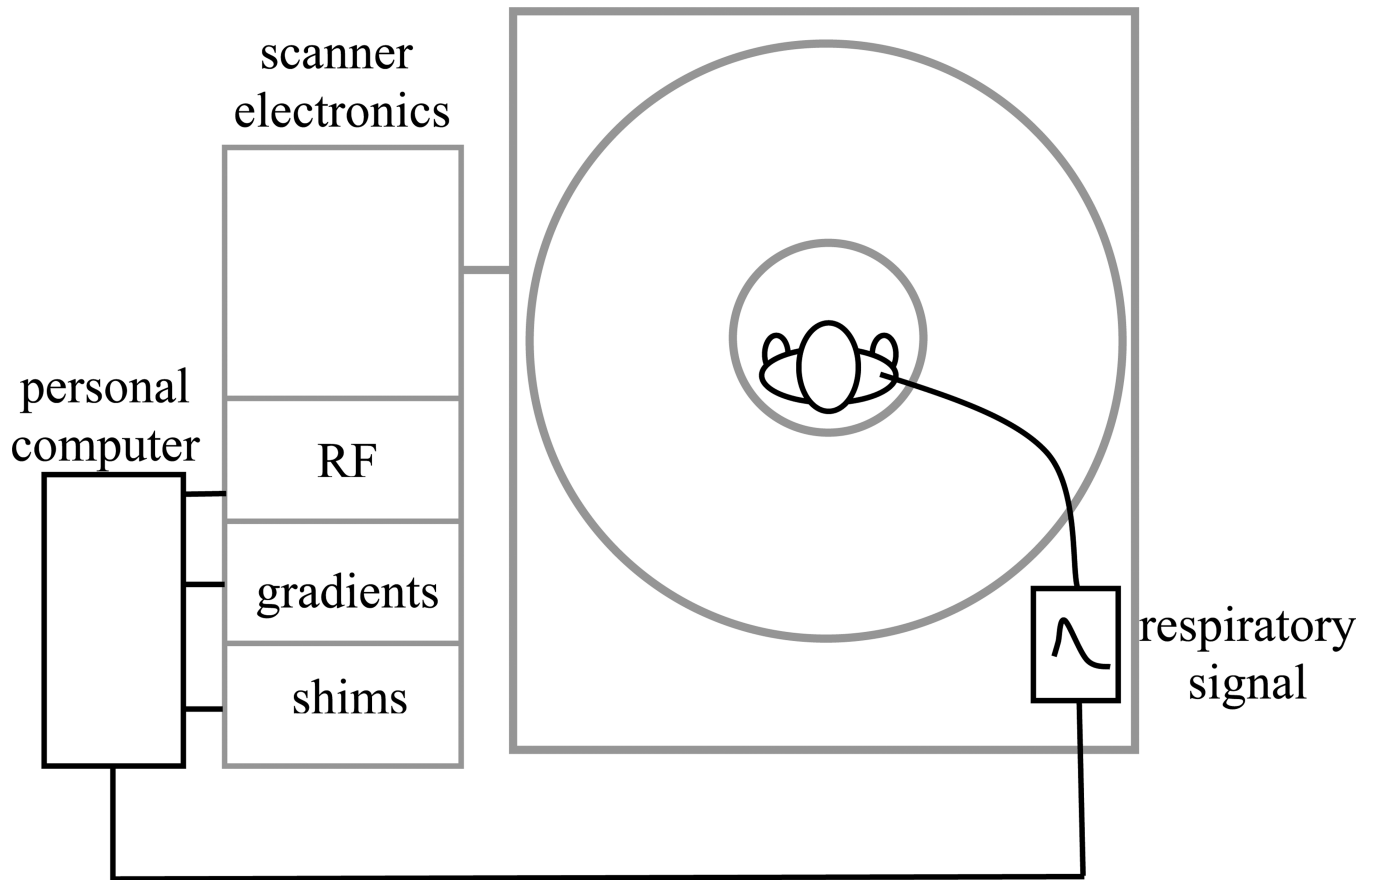 scanner
electronics
personal
computer
RF
gradients
shims
respiratory
signal